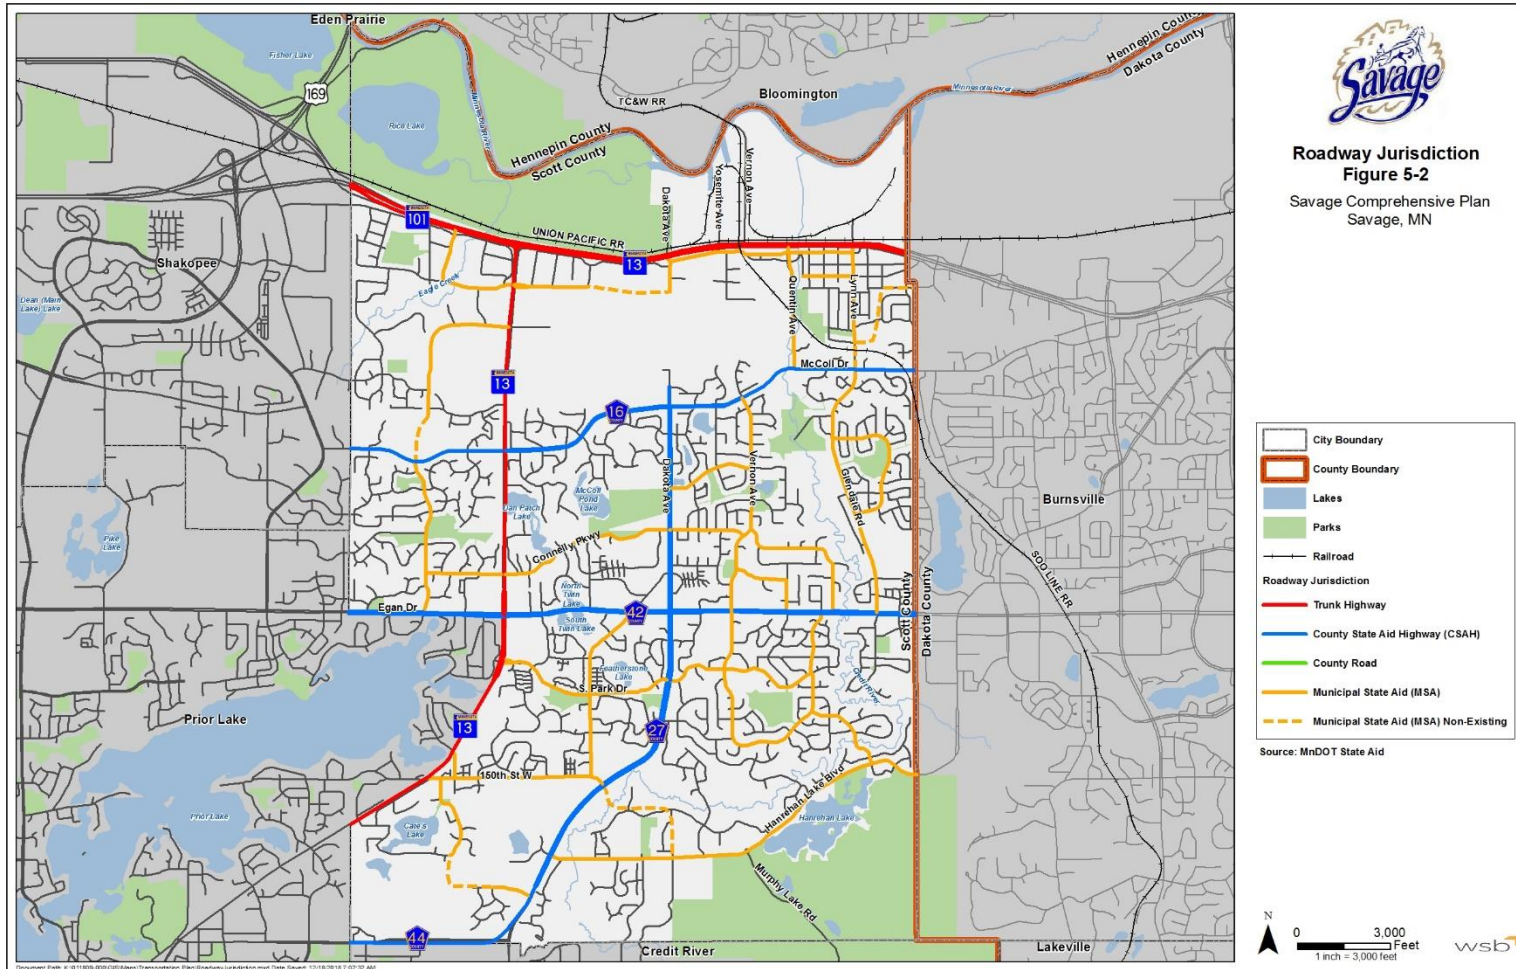 Eden Prairie
Fisher Lake
169
Rice Lake
Minnesota River
TC&W RR
Bloomington
Minnesota River
Hennepin County
Dakota County
Hennepin County
Scott County
Savage
Roadway Jurisdiction
Figure 5-2
Savage Comprehensive Plan
Savage, MN
Dakota Ave
Yosemite Ave
Vernon Ave
MINNESOTA
101
UNION PACIFIC RR
MINNESOTA
13
Shakopee
Eagle Creek
Dean (Main
Lake) Lake
Quentin Ave
Lynn Ave
McColl Dr
MINNESOTA
13
16
Dakota Ave
Vernon Ave
Glendale Rd
Dan Patch
Lake
McColl
Pond
Lake
Pike
Lake
Burnsville
Connelly Pkwy
SOO LINE RR
North
Twin
Lake
South
Twin Lake
Egan Dr
42
Scott County
Dakota County
Featherstone
Lake
S. Park Dr
Credit River
Prior Lake
MINNESOTA
13
27
150th St W
Hanrehan Lake Blvd
Hanrehan Lake
Prior Lake
Cates
Lake
Murphy Lake Rd
44
Credit River
Lakeville
City Boundary
County Boundary
Lakes
Parks
Railroad
Roadway Jurisdiction
Trunk Highway
County State Aid Highway (CSAH)
County Road
Municipal State Aid (MSA)
Municipal State Aid (MSA) Non-Existing
Source: MnDOT State Aid
N
0 3,000
Feet
1 inch = 3,000 feet
wsb